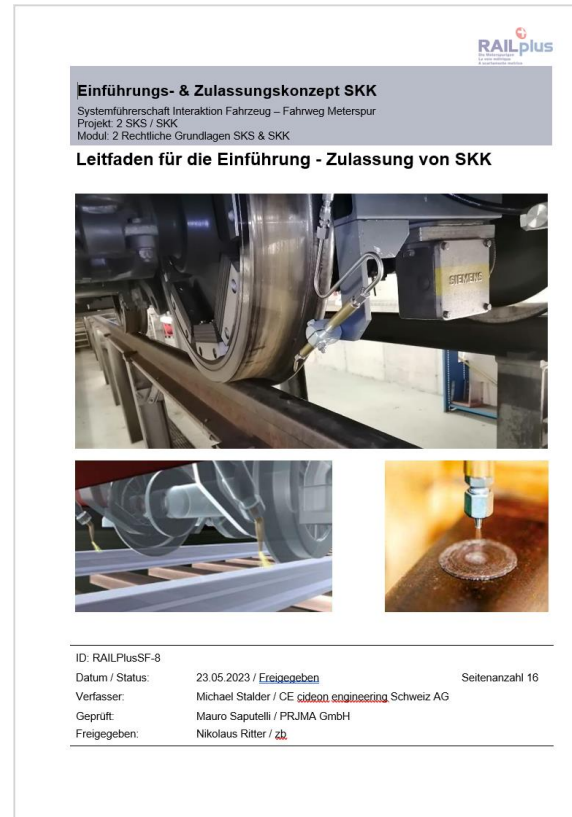 RAILplus
Einführungs- & Zulassungskonzept SKK
Systemführerschaft Interaktion Fahrzeug – Fahrweg Meterspur
Projekt: 2 SKS / SKK
Modul: 2 Rechtliche Grundlagen SKS & SKK
Leitfaden für die Einführung - Zulassung von SKK
SIEMENS
ID: RAILPlusSF-8
Datum / Status: 23.05.2023 / Freigegeben Seitenanzahl 16
Verfasser: Michael Stalder / CE cideon engineering Schweiz AG
Geprüft: Mauro Saputelli / PRJMA GmbH
Freigegeben: Nikolaus Ritter / zb